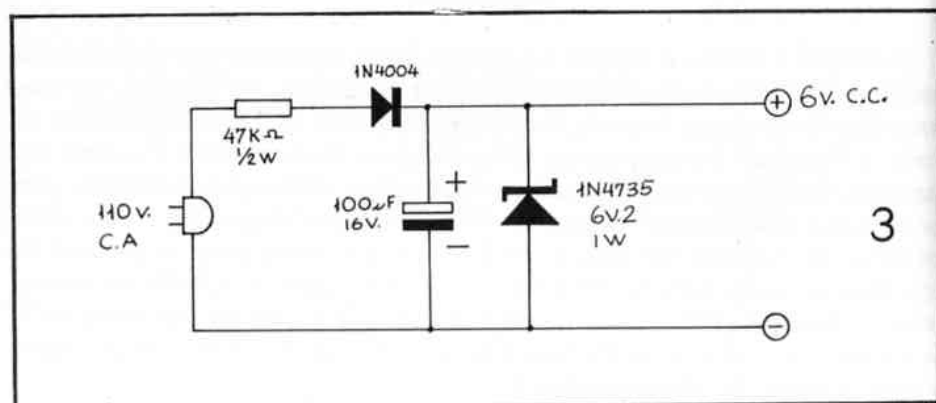 1N4004
47KΩ
1/2W
110v.
C.A
100µF
16V.
+
−
1N4735
6V.2
1W
+ 6v. C.C.
−
3